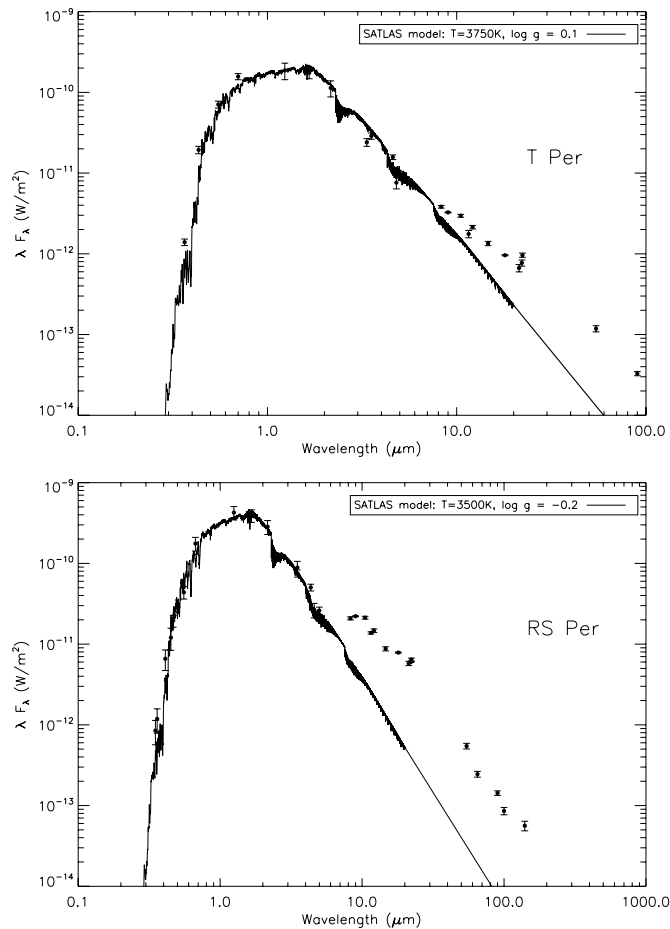 10⁻⁹
SATLAS model: T=3750K, log g = 0.1
10⁻¹⁰
10⁻¹¹
T Per
λ F_λ (W/m²)
10⁻¹²
10⁻¹³
10⁻¹⁴
0.1 1.0 10.0 100.0
Wavelength (μm)
10⁻⁹
SATLAS model: T=3500K, log g = −0.2
10⁻¹⁰
10⁻¹¹
RS Per
λ F_λ (W/m²)
10⁻¹²
10⁻¹³
10⁻¹⁴
0.1 1.0 10.0 100.0 1000.0
Wavelength (μm)